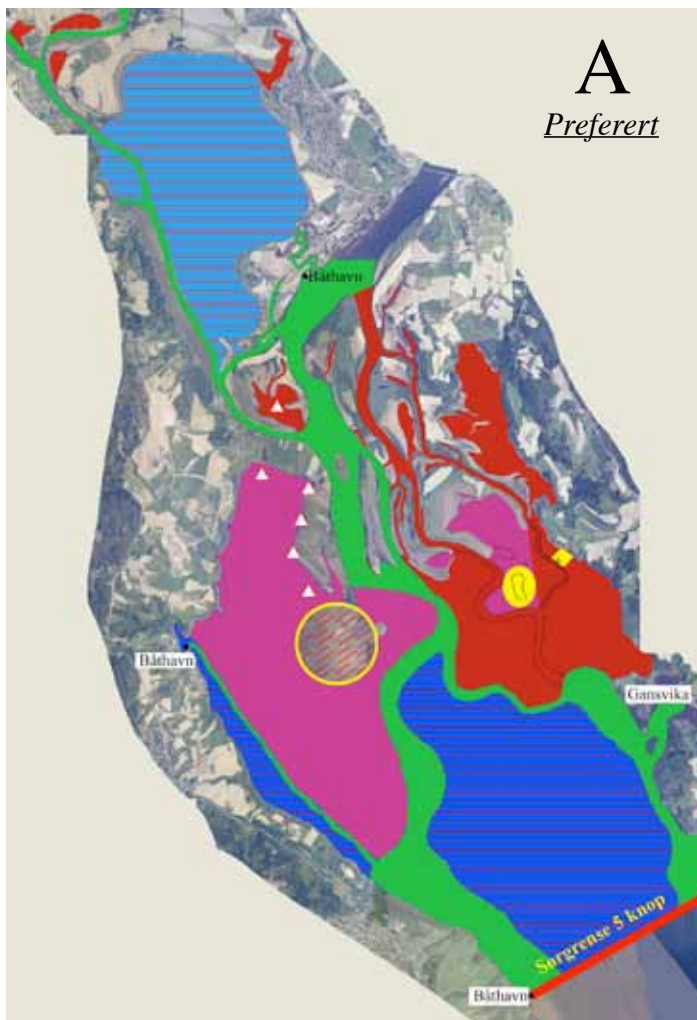 A
Preferert
Båthavn
Båthavn
Gansvika
Sørgrense 5 knop
Båthavn